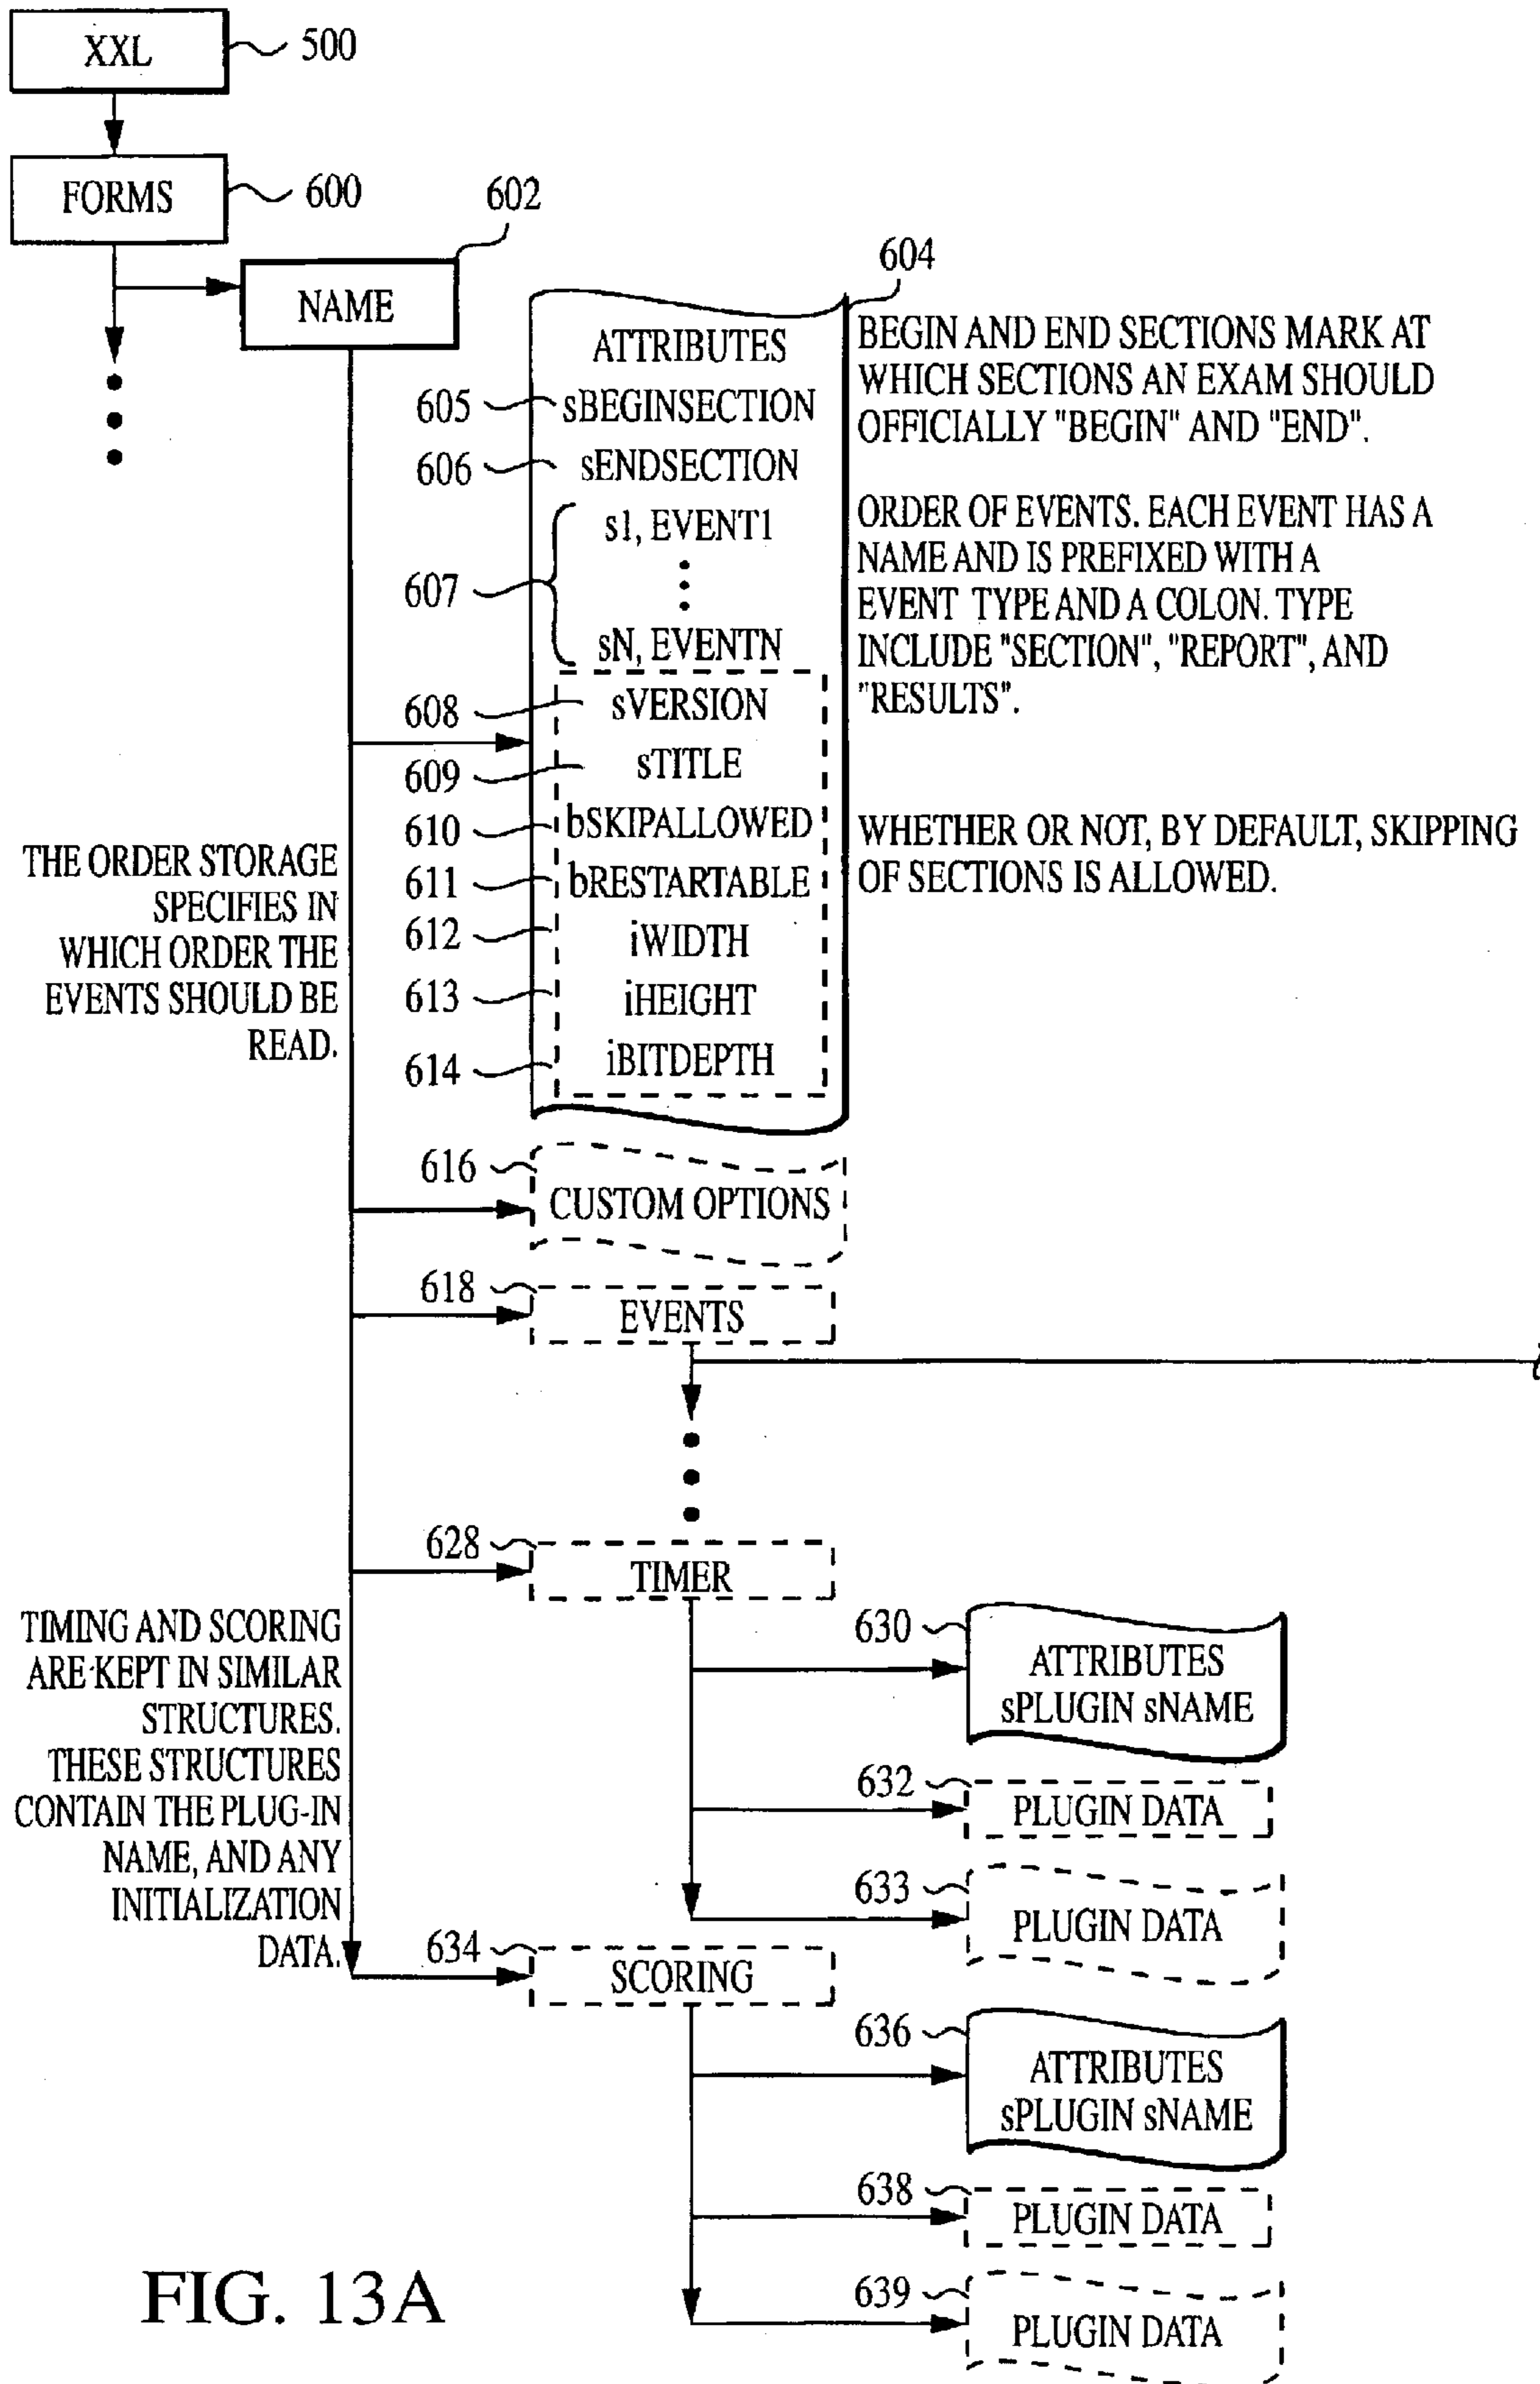 XXL
500
FORMS
600
602
NAME
604
ATTRIBUTES
605
sBEGINSECTION
606
sENDSECTION
s1, EVENT1
607
sN, EVENTN
608
sVERSION
609
sTITLE
610
bSKIPALLOWED
611
bRESTARTABLE
612
iWIDTH
613
iHEIGHT
614
iBITDEPTH
BEGIN AND END SECTIONS MARK AT
WHICH SECTIONS AN EXAM SHOULD
OFFICIALLY "BEGIN" AND "END".
ORDER OF EVENTS. EACH EVENT HAS A
NAME AND IS PREFIXED WITH A
EVENT TYPE AND A COLON. TYPE
INCLUDE "SECTION", "REPORT", AND
"RESULTS".
WHETHER OR NOT, BY DEFAULT, SKIPPING
OF SECTIONS IS ALLOWED.
THE ORDER STORAGE
SPECIFIES IN
WHICH ORDER THE
EVENTS SHOULD BE
READ.
616
CUSTOM OPTIONS
618
EVENTS
628
TIMER
630
ATTRIBUTES
sPLUGIN sNAME
632
PLUGIN DATA
633
PLUGIN DATA
TIMING AND SCORING
ARE KEPT IN SIMILAR
STRUCTURES.
THESE STRUCTURES
CONTAIN THE PLUG-IN
NAME, AND ANY
INITIALIZATION
DATA.
634
SCORING
636
ATTRIBUTES
sPLUGIN sNAME
638
PLUGIN DATA
639
PLUGIN DATA
FIG. 13A